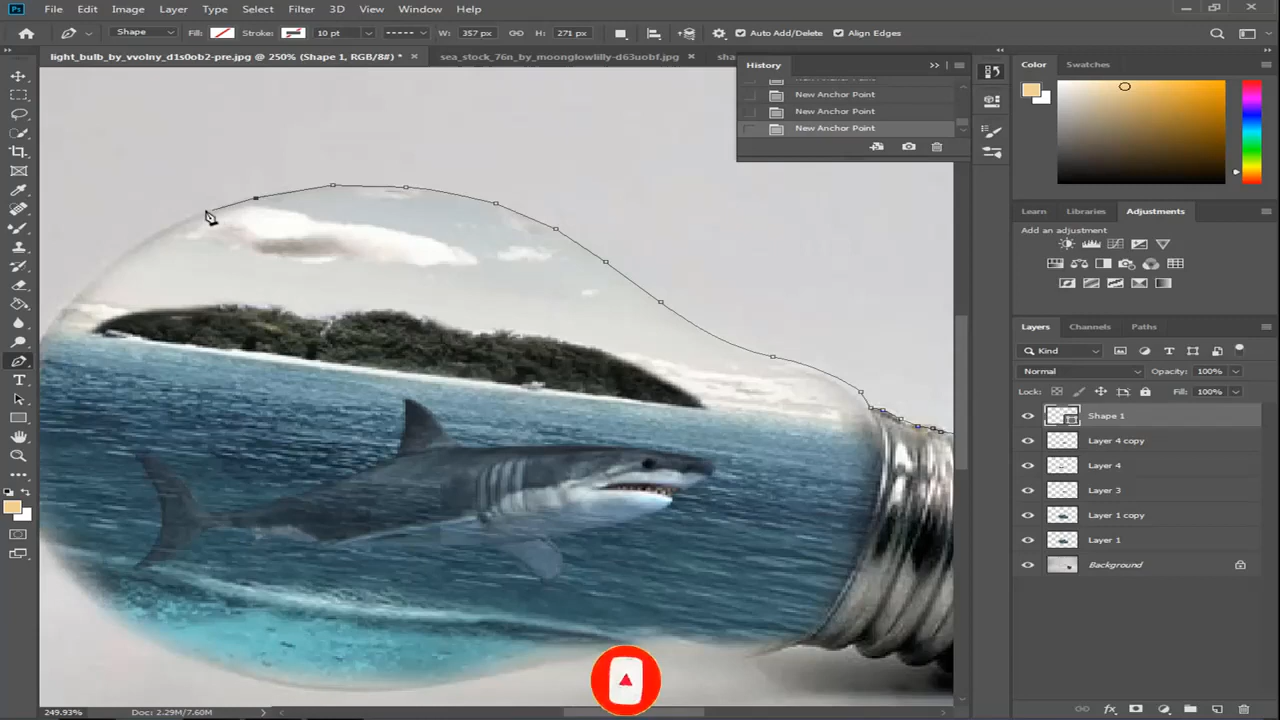 Ps File Edit Image Layer Type Select Filter 3D View Window Help
Shape Fill: Stroke: 10 pt W: 357 px H: 271 px Auto Add/Delete Align Edges
light_bulb_by_vvolny_d1s0ob2-pre.jpg @ 250% (Shape 1, RGB/8#) * × sea_stock_76n_by_moonglowlilly-d63uobf.jpg ×
History
New Anchor Point
New Anchor Point
New Anchor Point
Color Swatches
Learn Libraries Adjustments
Add an adjustment
Layers Channels Paths
Kind
Normal Opacity: 100%
Lock: Fill: 100%
Shape 1
Layer 4 copy
Layer 4
Layer 3
Layer 1 copy
Layer 1
Background
249.93% Doc: 2.29M/7.60M